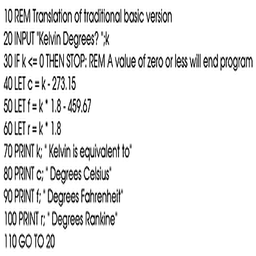 10 REM Translation of traditional basic version
20 INPUT "Kelvin Degrees? ";k
30 IF k <= 0 THEN STOP: REM A value of zero or less will end program
40 LET c = k - 273.15
50 LET f = k * 1.8 - 459.67
60 LET r = k * 1.8
70 PRINT k; " Kelvin is equivalent to"
80 PRINT c; " Degrees Celsius"
90 PRINT f; " Degrees Fahrenheit"
100 PRINT r; " Degrees Rankine"
110 GO TO 20